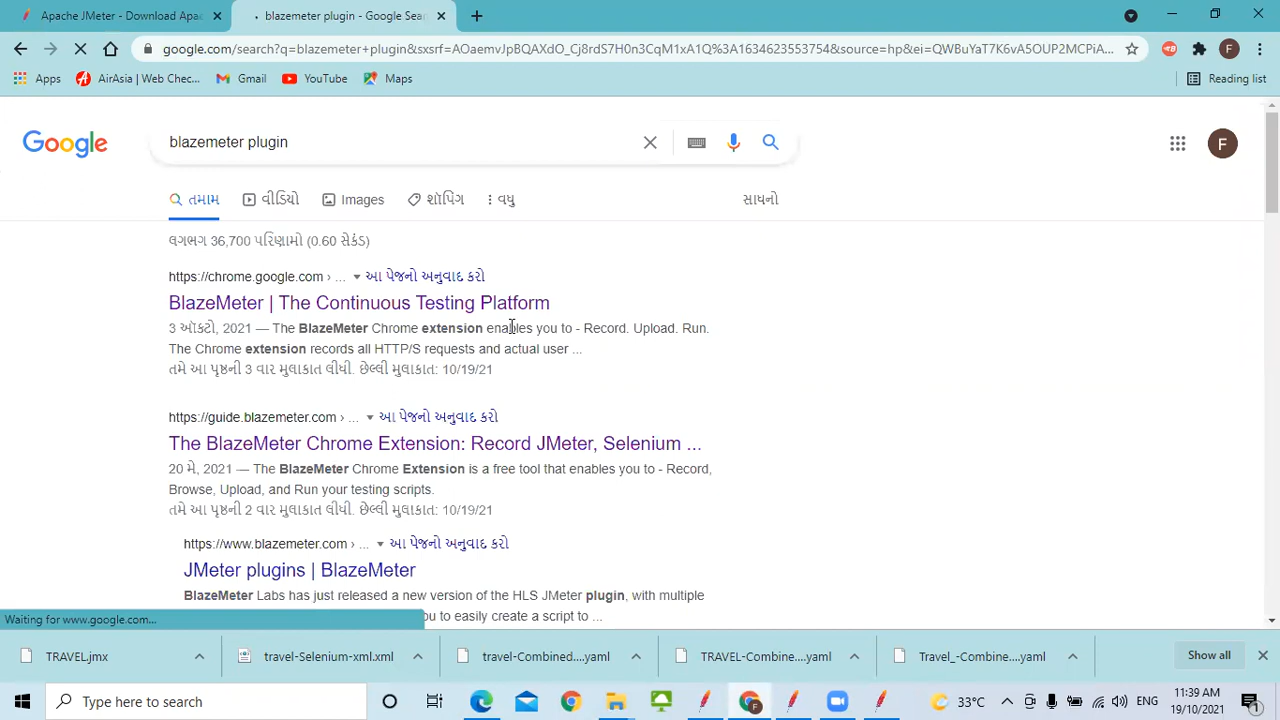 Apache JMeter - Download Apac
blazemeter plugin - Google Sear
google.com/search?q=blazemeter+plugin&sxsrf=AOaemvJpBQAXdO_Cj8rdS7H0n3CqM1xA1Q%3A1634623553754&source=hp&ei=QWBuYaT7K6vA5OUP2MCPiA...
F
Apps
AirAsia | Web Chec...
Gmail
YouTube
Maps
Reading list
Google
blazemeter plugin
F
તમામ
વીડિયો
Images
શૉપિંગ
વધુ
સાધનો
લગભગ 36,700 પરિણામો (0.60 સેકંડ)
https://chrome.google.com › ... આ પેજનો અનુવાદ કરો
BlazeMeter | The Continuous Testing Platform
3 ઑક્ટો, 2021 — The BlazeMeter Chrome extension enables you to - Record. Upload. Run.
The Chrome extension records all HTTP/S requests and actual user ...
તમે આ પૃષ્ઠની 3 વાર મુલાકાત લીધી. છેલ્લી મુલાકાત: 10/19/21
https://guide.blazemeter.com › ... આ પેજનો અનુવાદ કરો
The BlazeMeter Chrome Extension: Record JMeter, Selenium ...
20 મે, 2021 — The BlazeMeter Chrome Extension is a free tool that enables you to - Record,
Browse, Upload, and Run your testing scripts.
તમે આ પૃષ્ઠની 2 વાર મુલાકાત લીધી. છેલ્લી મુલાકાત: 10/19/21
https://www.blazemeter.com › ... આ પેજનો અનુવાદ કરો
JMeter plugins | BlazeMeter
BlazeMeter Labs has just released a new version of the HLS JMeter plugin, with multiple
ou to easily create a script to ...
Waiting for www.google.com...
TRAVEL.jmx
travel-Selenium-xml.xml
travel-Combined....yaml
TRAVEL-Combine....yaml
Travel_-Combine....yaml
Show all
Type here to search
33°C
ENG
11:39 AM
19/10/2021